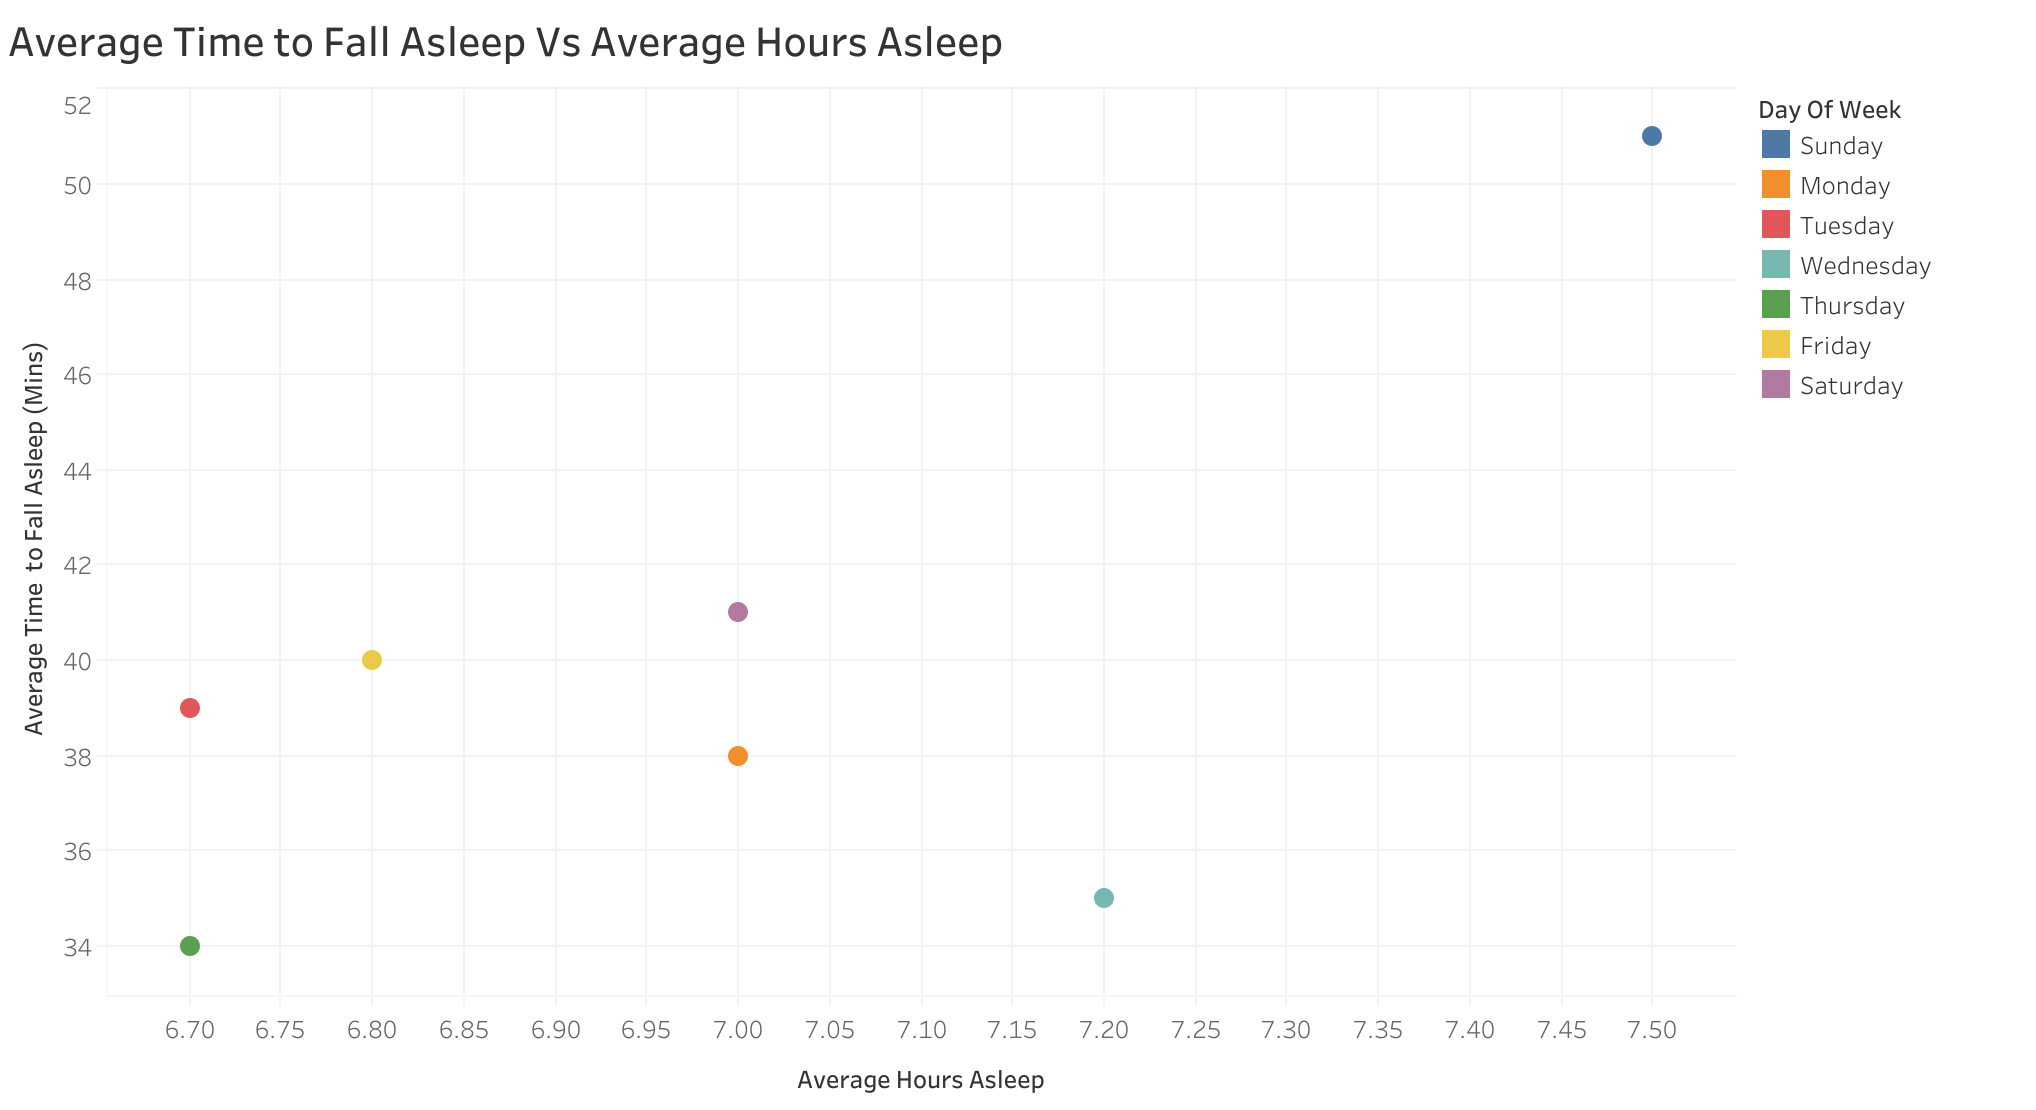 Average Time to Fall Asleep Vs Average Hours Asleep
52
50
48
46
44
42
40
38
36
34
Average Time  to Fall Asleep (Mins)
6.70 6.75 6.80 6.85 6.90 6.95 7.00 7.05 7.10 7.15 7.20 7.25 7.30 7.35 7.40 7.45 7.50
Average Hours Asleep
Day Of Week
Sunday
Monday
Tuesday
Wednesday
Thursday
Friday
Saturday